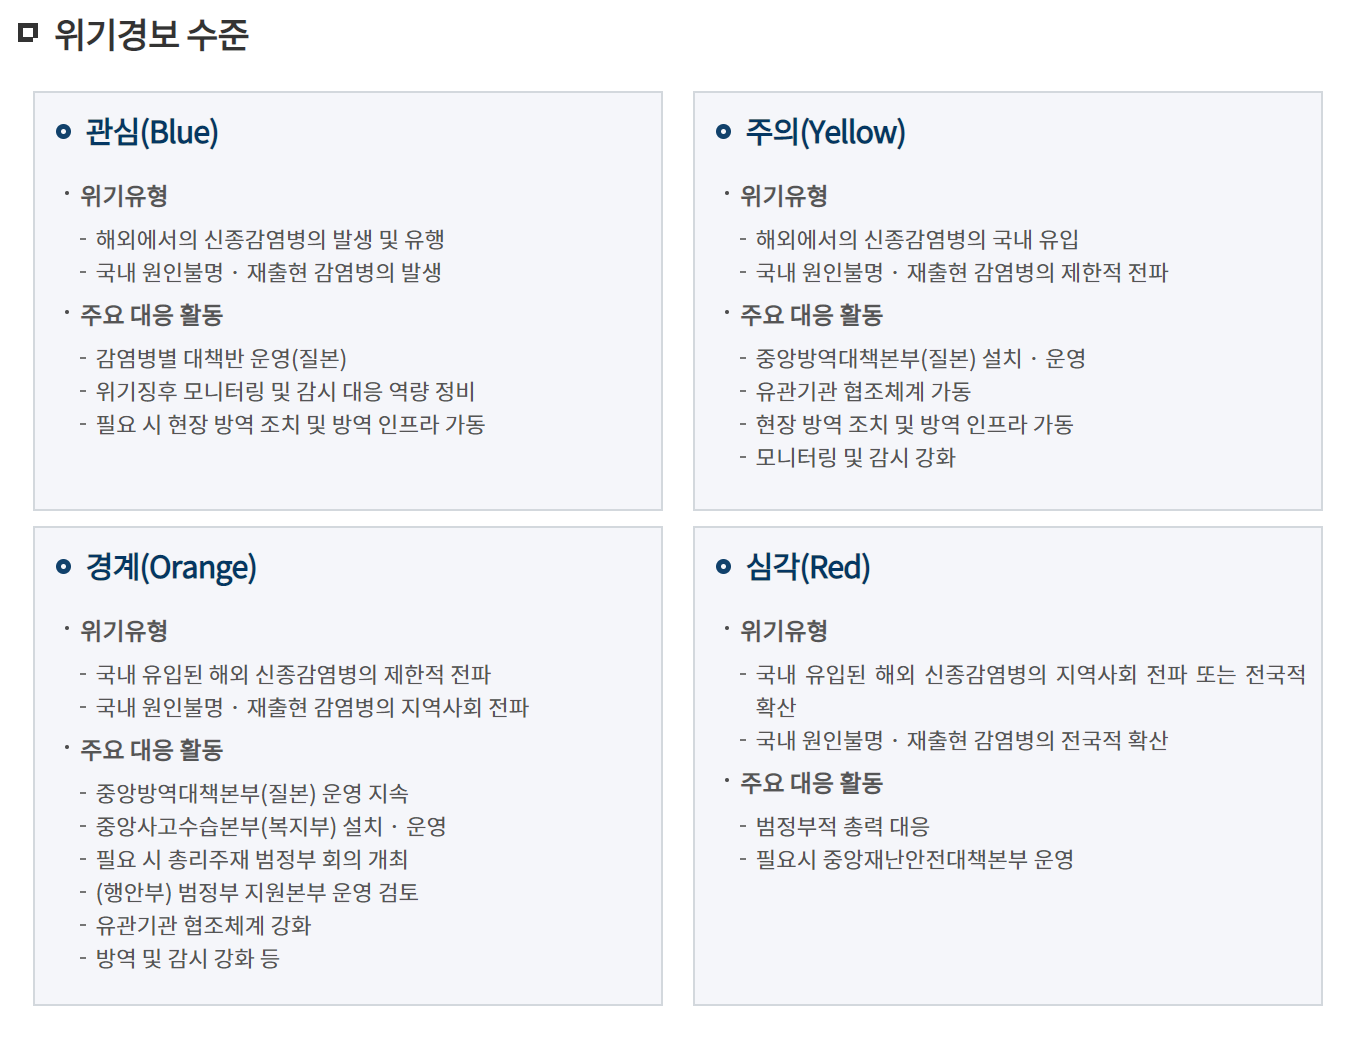 위기경보 수준
관심(Blue)
· 위기유형
- 해외에서의 신종감염병의 발생 및 유행
- 국내 원인불명 · 재출현 감염병의 발생
· 주요 대응 활동
- 감염병별 대책반 운영(질본)
- 위기징후 모니터링 및 감시 대응 역량 정비
- 필요 시 현장 방역 조치 및 방역 인프라 가동
주의(Yellow)
· 위기유형
- 해외에서의 신종감염병의 국내 유입
- 국내 원인불명 · 재출현 감염병의 제한적 전파
· 주요 대응 활동
- 중앙방역대책본부(질본) 설치 · 운영
- 유관기관 협조체계 가동
- 현장 방역 조치 및 방역 인프라 가동
- 모니터링 및 감시 강화
경계(Orange)
· 위기유형
- 국내 유입된 해외 신종감염병의 제한적 전파
- 국내 원인불명 · 재출현 감염병의 지역사회 전파
· 주요 대응 활동
- 중앙방역대책본부(질본) 운영 지속
- 중앙사고수습본부(복지부) 설치 · 운영
- 필요 시 총리주재 범정부 회의 개최
- (행안부) 범정부 지원본부 운영 검토
- 유관기관 협조체계 강화
- 방역 및 감시 강화 등
심각(Red)
· 위기유형
- 국내 유입된 해외 신종감염병의 지역사회 전파 또는 전국적
확산
- 국내 원인불명 · 재출현 감염병의 전국적 확산
· 주요 대응 활동
- 범정부적 총력 대응
- 필요시 중앙재난안전대책본부 운영